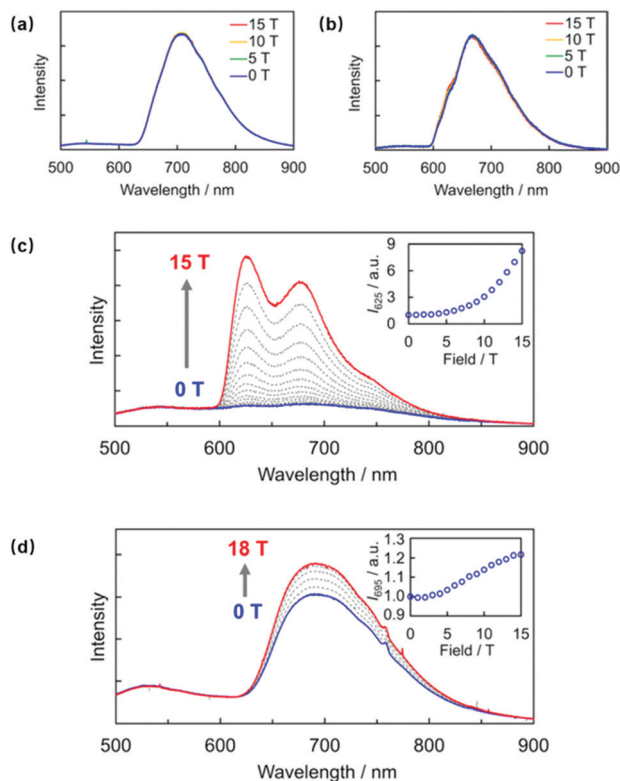 (a)
15 T
10 T
5 T
0 T
Intensity
500 600 700 800 900
Wavelength / nm
(b)
15 T
10 T
5 T
0 T
Intensity
500 600 700 800 900
Wavelength / nm
(c)
15 T
0 T
Intensity
500 600 700 800 900
Wavelength / nm
I625 / a.u.
9
6
3
0
0 5 10 15
Field / T
(d)
18 T
0 T
Intensity
500 600 700 800 900
Wavelength / nm
I695 / a.u.
1.3
1.2
1.1
1.0
0.9
0 5 10 15
Field / T